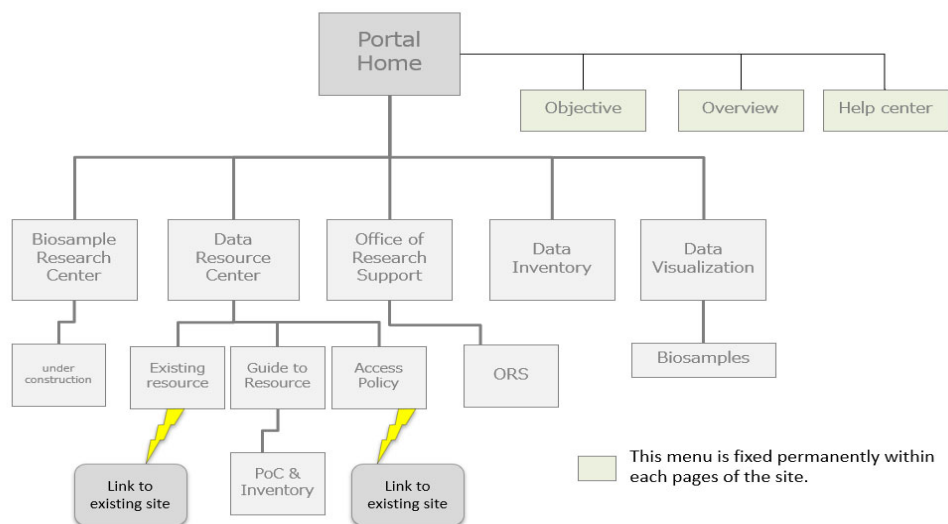 Portal
Home
Objective
Overview
Help center
Biosample
Research
Center
Data
Resource
Center
Office of
Research
Support
Data
Inventory
Data
Visualization
under
construction
Existing
resource
Guide to
Resource
Access
Policy
ORS
Biosamples
Link to
existing site
PoC &
Inventory
Link to
existing site
This menu is fixed permanently within
each pages of the site.